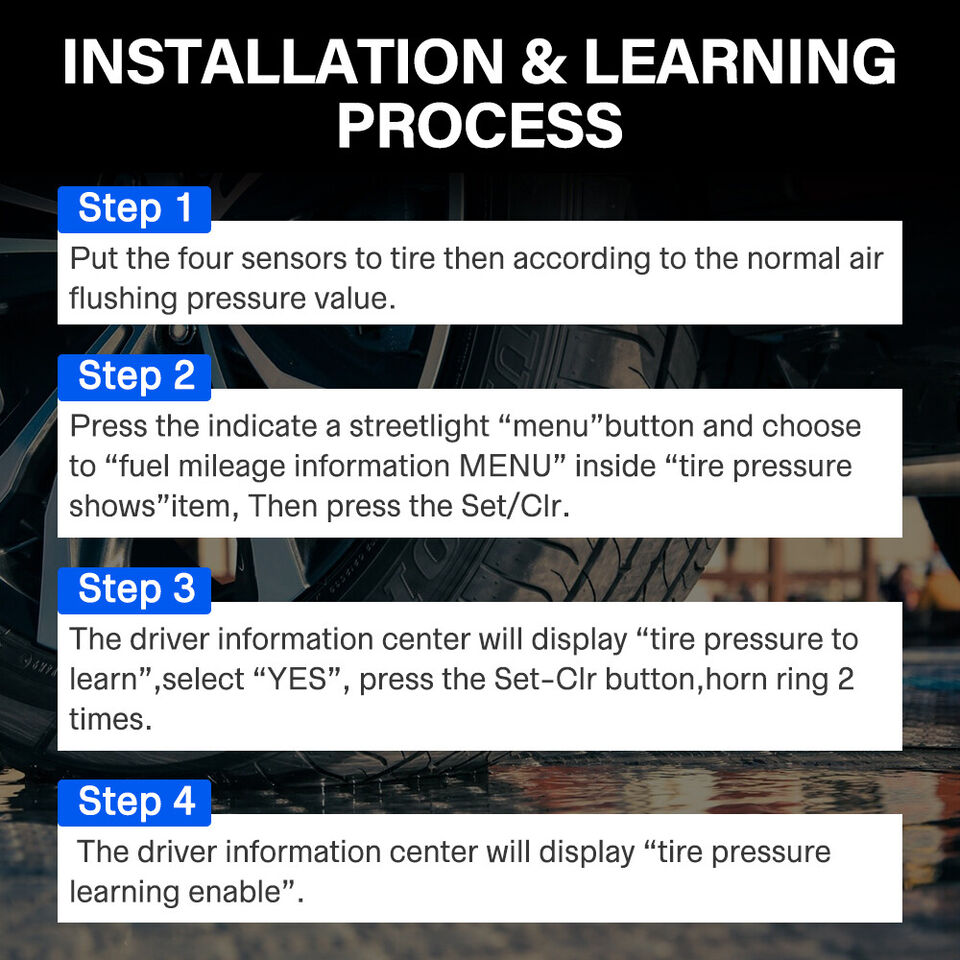 INSTALLATION & LEARNING
PROCESS
Step 1
Put the four sensors to tire then according to the normal air
flushing pressure value.
Step 2
Press the indicate a streetlight “menu”button and choose
to “fuel mileage information MENU” inside “tire pressure
shows”item, Then press the Set/Clr.
Step 3
The driver information center will display “tire pressure to
learn”,select “YES”, press the Set-Clr button,horn ring 2
times.
Step 4
The driver information center will display “tire pressure
learning enable”.